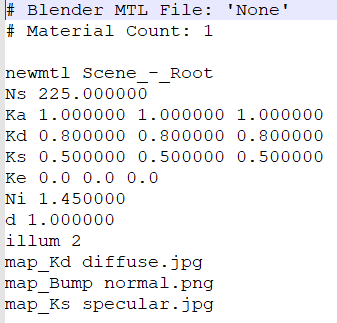 # Blender MTL File: 'None'
# Material Count: 1

newmtl Scene_-_Root
Ns 225.000000
Ka 1.000000 1.000000 1.000000
Kd 0.800000 0.800000 0.800000
Ks 0.500000 0.500000 0.500000
Ke 0.0 0.0 0.0
Ni 1.450000
d 1.000000
illum 2
map_Kd diffuse.jpg
map_Bump normal.png
map_Ks specular.jpg